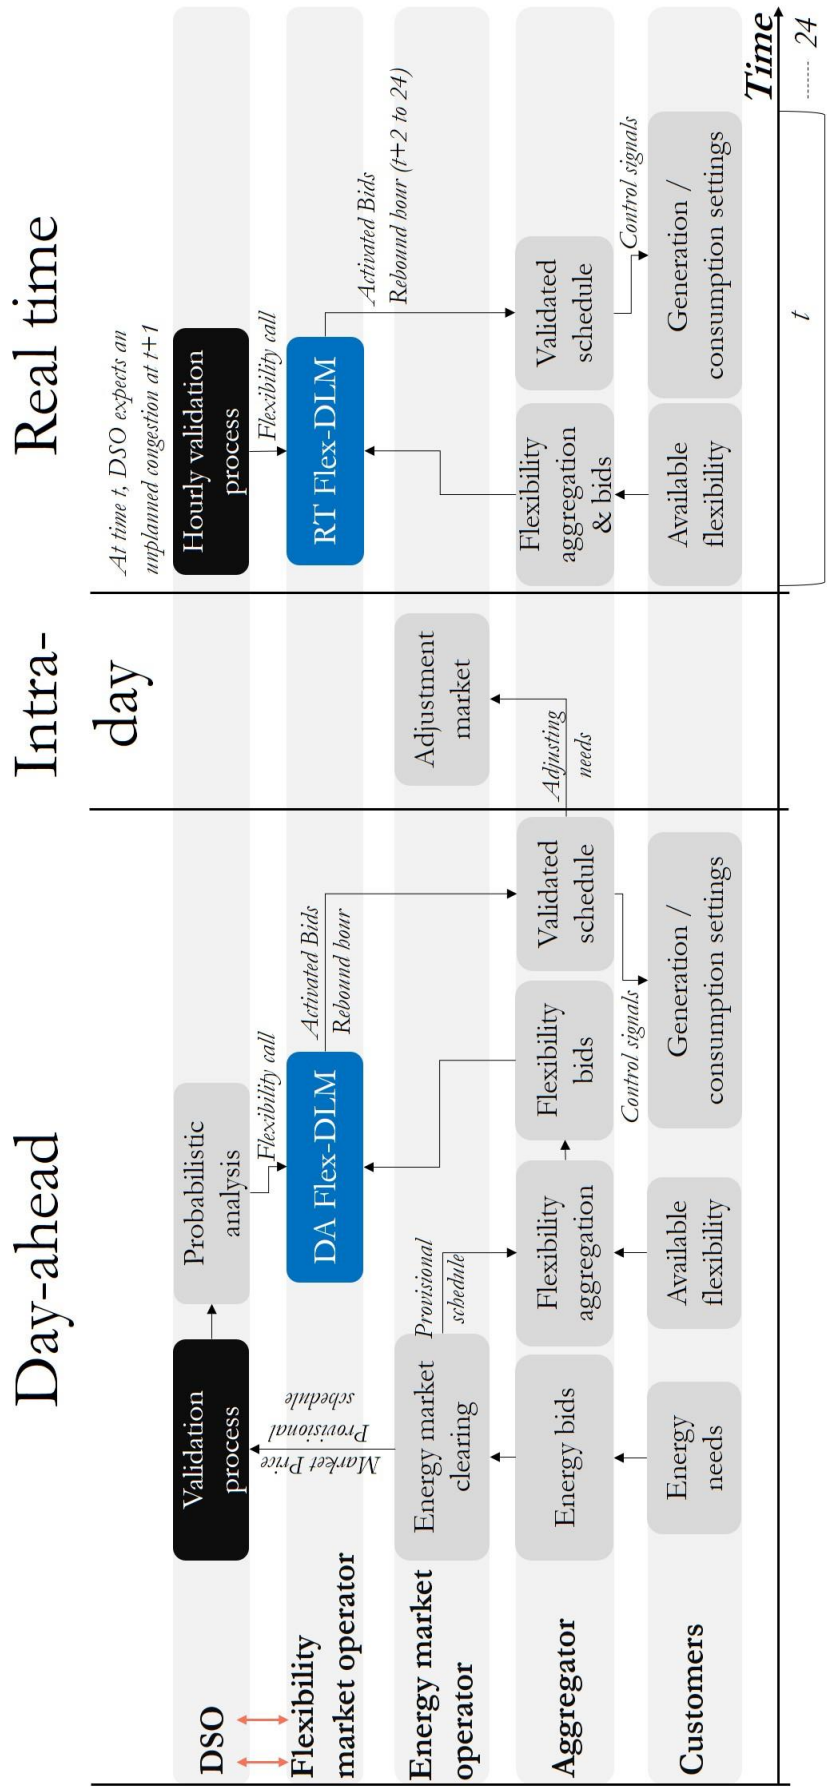 Day-ahead
Intra-
day
Real time
At time t, DSO expects an
unplanned congestion at t+1
DSO
Validation
process
Probabilistic
analysis
Hourly validation
process
Market Price
Provisional
schedule
Flexibility call
Flexibility call
Flexibility
market operator
DA Flex-DLM
Activated Bids
Rebound hour
RT Flex-DLM
Activated Bids
Rebound hour (t+2 to 24)
Energy market
operator
Energy market
clearing
Provisional
schedule
Adjustment
market
Aggregator
Energy bids
Flexibility
aggregation
Flexibility
bids
Validated
schedule
Adjusting
needs
Flexibility
aggregation
& bids
Validated
schedule
Control signals
Control signals
Customers
Energy
needs
Available
flexibility
Generation /
consumption settings
Available
flexibility
Generation /
consumption settings
Time
t
24